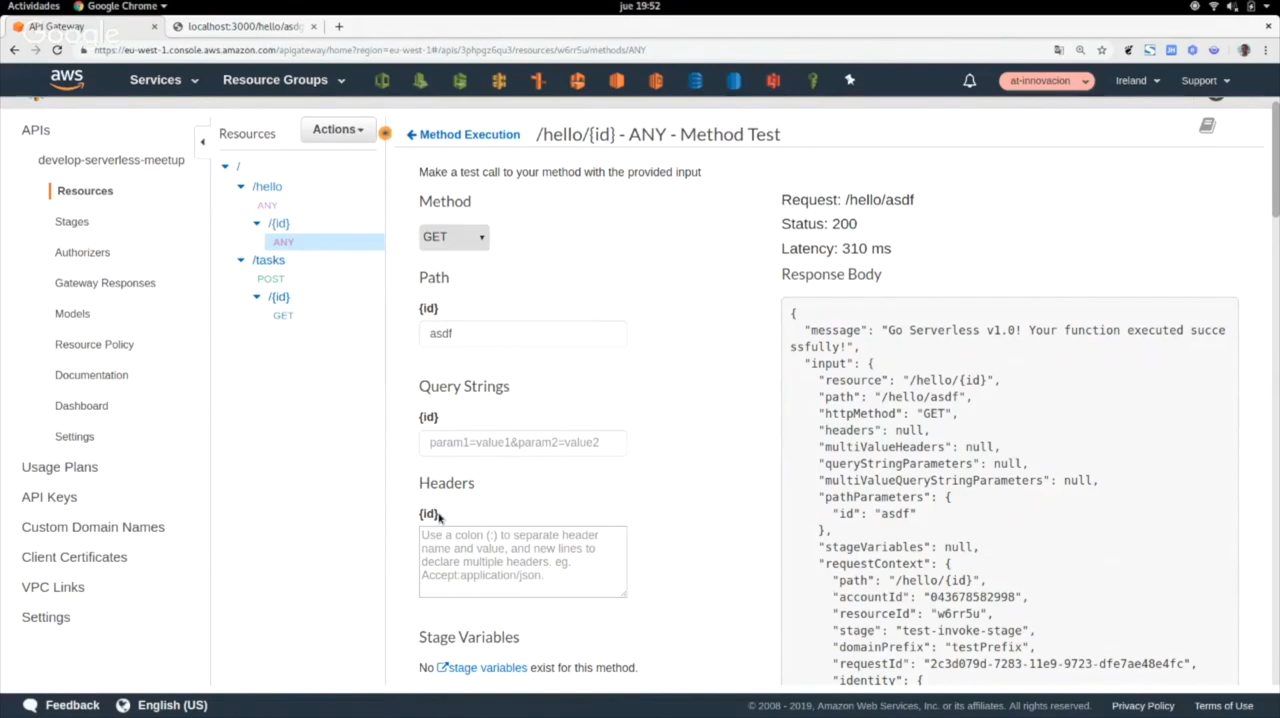 Actividades
Google Chrome
jue 19:52
API Gateway
Google
localhost:3000/hello/asd
https://eu-west-1.console.aws.amazon.com/apigateway/home?region=eu-west-1#/apis/3phpgz6qu3/resources/w6rr5u/methods/ANY
aws
Services
Resource Groups
at-innovacion
Ireland
Support
APIs
develop-serverless-meetup
Resources
Stages
Authorizers
Gateway Responses
Models
Resource Policy
Documentation
Dashboard
Settings
Usage Plans
API Keys
Custom Domain Names
Client Certificates
VPC Links
Settings
Resources
Actions
/
/hello
ANY
/{id}
ANY
/tasks
POST
/{id}
GET
Method Execution
/hello/{id} - ANY - Method Test
Make a test call to your method with the provided input
Method
GET
Path
{id}
asdf
Query Strings
{id}
param1=value1&param2=value2
Headers
{id}
Use a colon (:) to separate header
name and value, and new lines to
declare multiple headers. eg.
Accept:application/json.
Stage Variables
No stage variables exist for this method.
Request: /hello/asdf
Status: 200
Latency: 310 ms
Response Body
{
"message": "Go Serverless v1.0! Your function executed succe
ssfully!",
"input": {
"resource": "/hello/{id}",
"path": "/hello/asdf",
"httpMethod": "GET",
"headers": null,
"multiValueHeaders": null,
"queryStringParameters": null,
"multiValueQueryStringParameters": null,
"pathParameters": {
"id": "asdf"
},
"stageVariables": null,
"requestContext": {
"path": "/hello/{id}",
"accountId": "043678582998",
"resourceId": "w6rr5u",
"stage": "test-invoke-stage",
"domainPrefix": "testPrefix",
"requestId": "2c3d079d-7283-11e9-9723-dfe7ae48e4fc",
"identity": {
Feedback
English (US)
© 2008 - 2019, Amazon Web Services, Inc. or its affiliates. All rights reserved.
Privacy Policy
Terms of Use